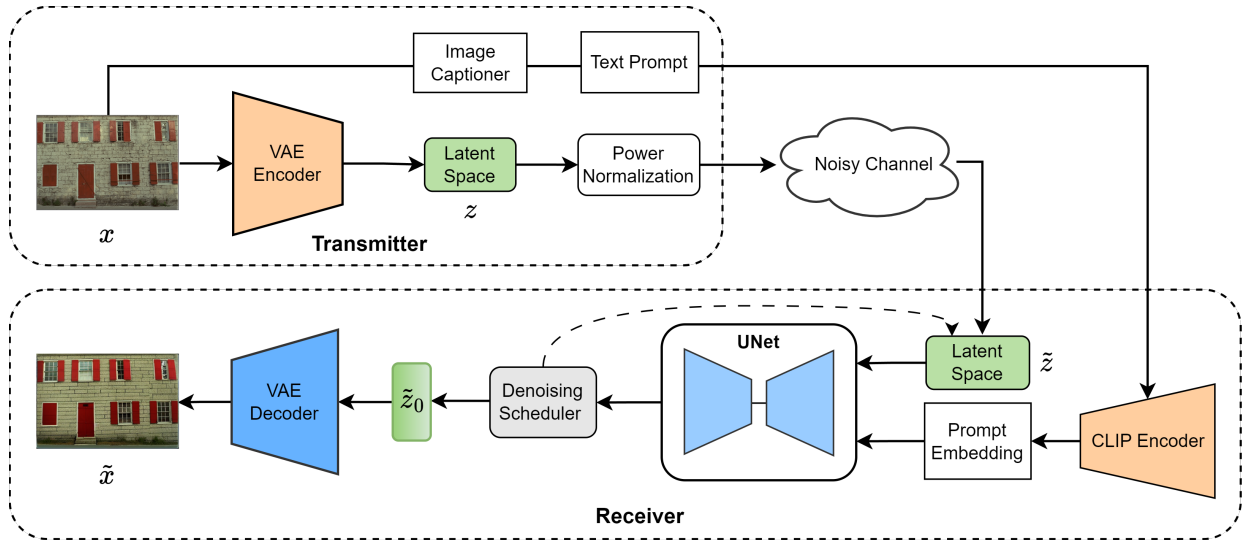 Image
Captioner
Text Prompt
VAE
Encoder
Latent
Space
Power
Normalization
Noisy Channel
x
z
Transmitter
UNet
Latent
Space
z̃
VAE
Decoder
z̃₀
Denoising
Scheduler
Prompt
Embedding
CLIP Encoder
x̃
Receiver